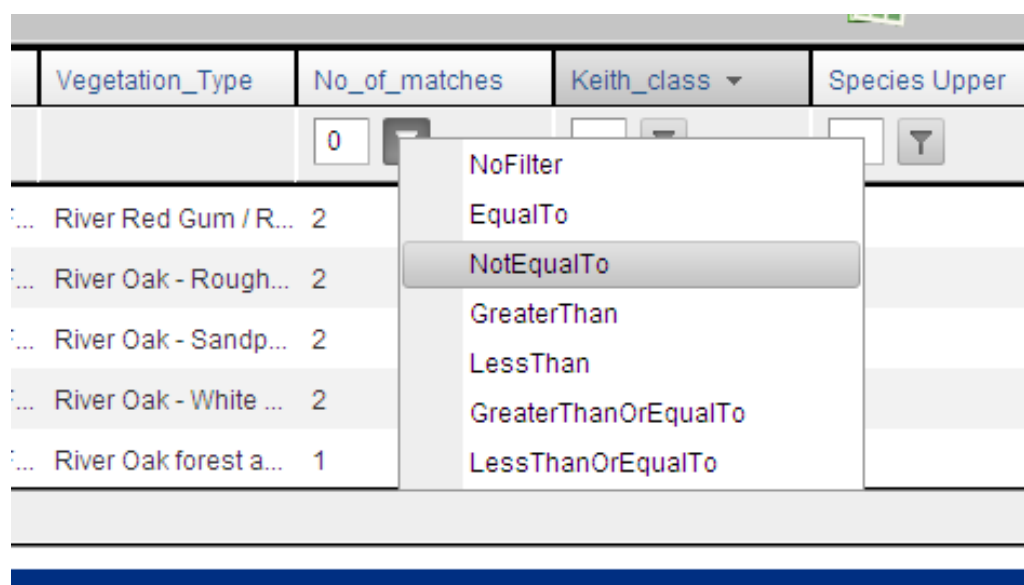 Vegetation_Type No_of_matches Keith_class Species Upper
0
NoFilter
EqualTo
NotEqualTo
GreaterThan
LessThan
GreaterThanOrEqualTo
LessThanOrEqualTo
... River Red Gum / R... 2
... River Oak - Rough... 2
... River Oak - Sandp... 2
... River Oak - White ... 2
... River Oak forest a... 1